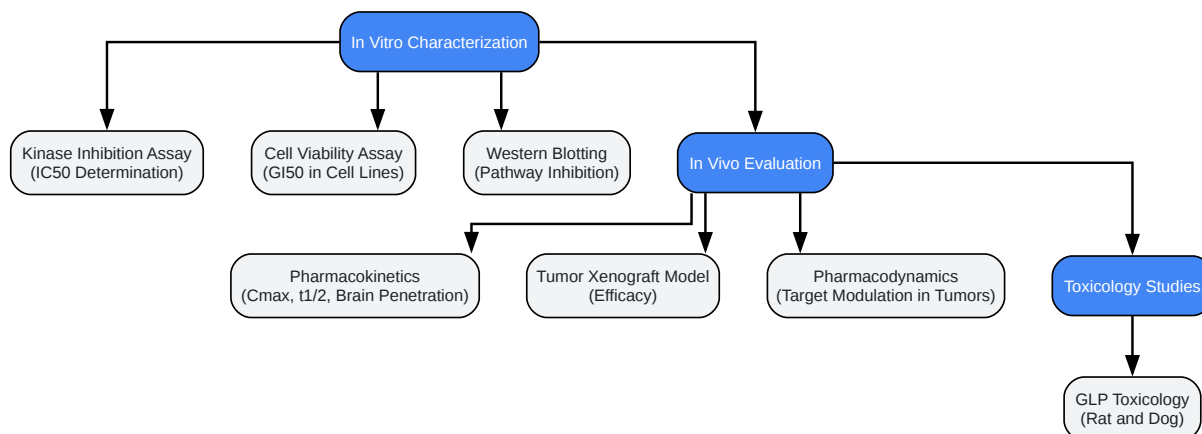 In Vitro Characterization
Kinase Inhibition Assay
(IC50 Determination)
Cell Viability Assay
(GI50 in Cell Lines)
Western Blotting
(Pathway Inhibition)
In Vivo Evaluation
Pharmacokinetics
(Cmax, t1/2, Brain Penetration)
Tumor Xenograft Model
(Efficacy)
Pharmacodynamics
(Target Modulation in Tumors)
Toxicology Studies
GLP Toxicology
(Rat and Dog)